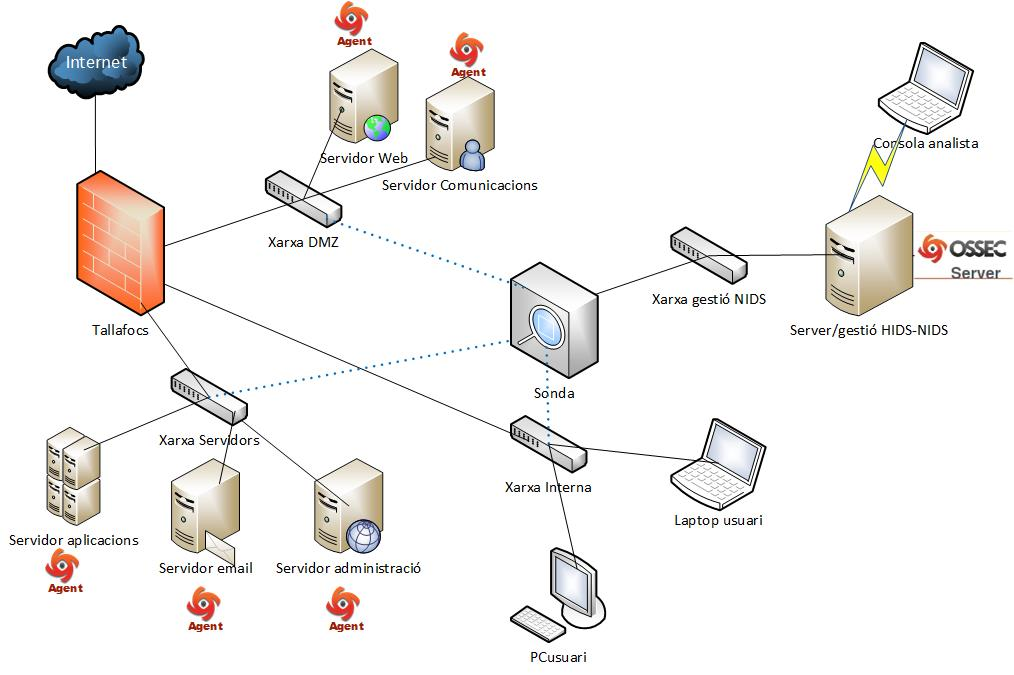 Internet
Agent
Agent
Servidor Web
Servidor Comunicacions
Consola analista
Xarxa DMZ
Tallafocs
Xarxa gestió NIDS
OSSEC
Server
Server/gestió HIDS-NIDS
Sonda
Xarxa Servidors
Xarxa Interna
Laptop usuari
Servidor aplicacions
Agent
Servidor email
Agent
Servidor administració
Agent
PCusuari